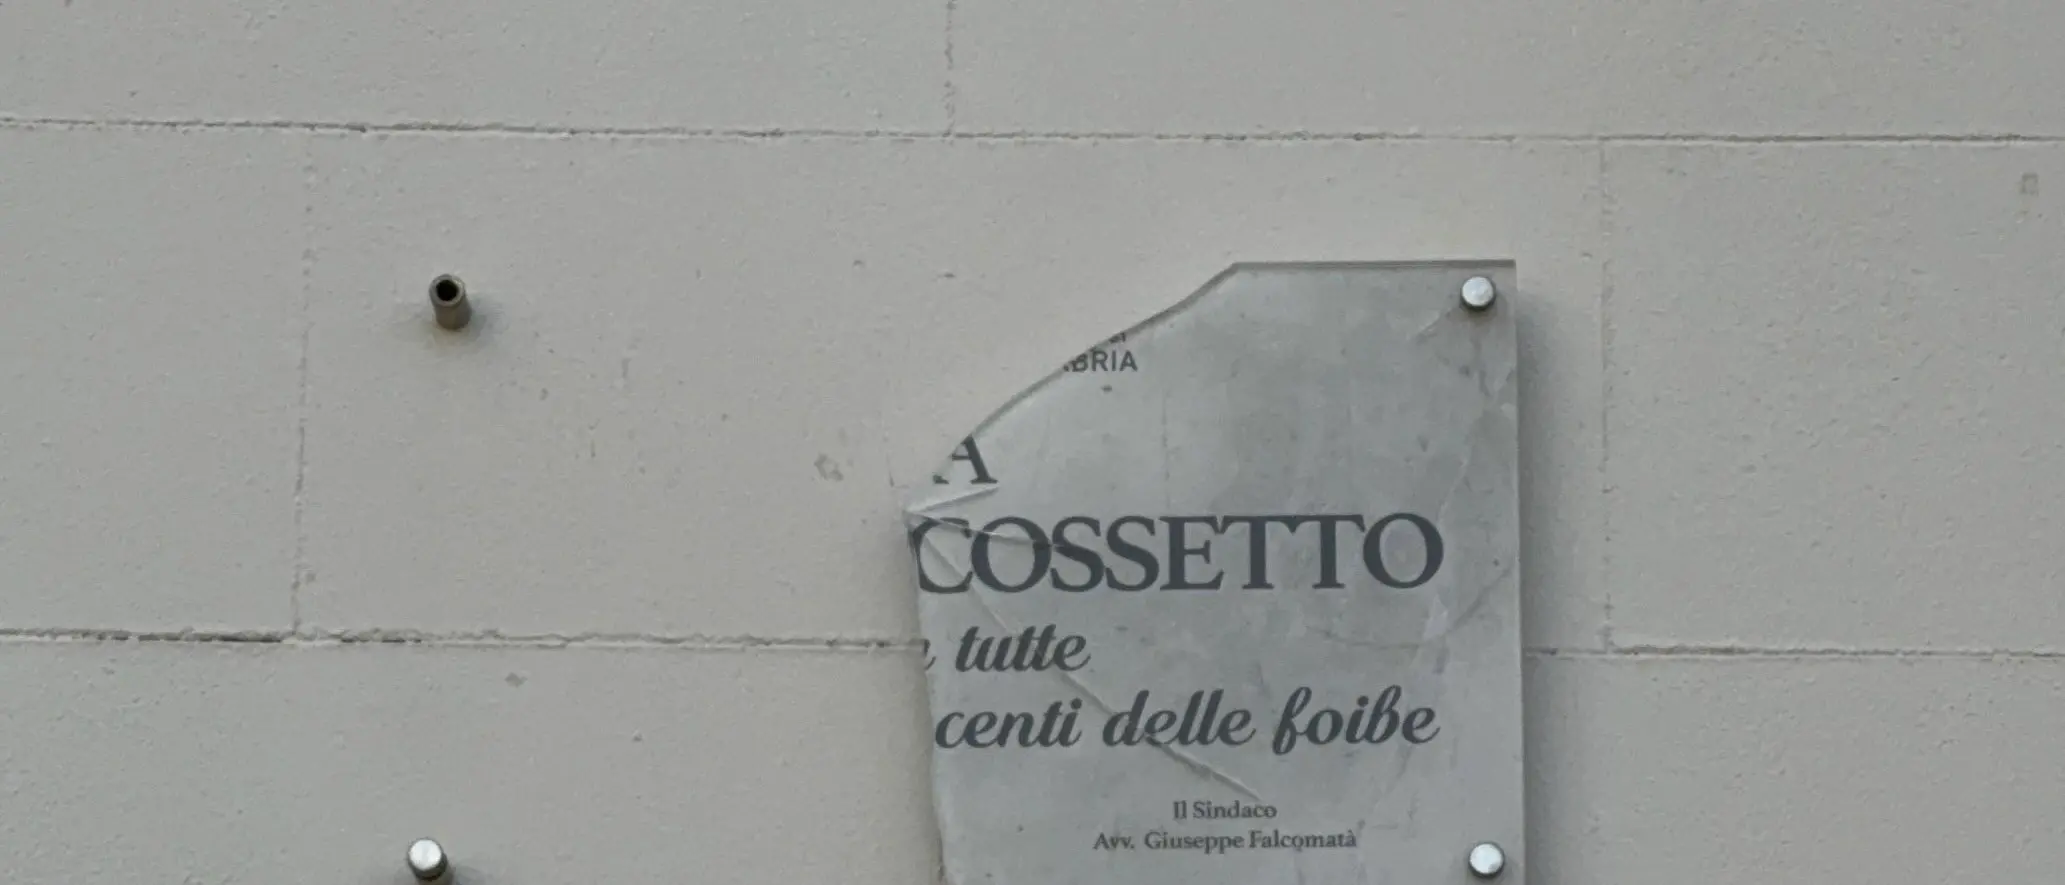 BRIA
A
COSSETTO
tutte
centi delle foibe
Il Sindaco
Avv. Giuseppe Falcomatà